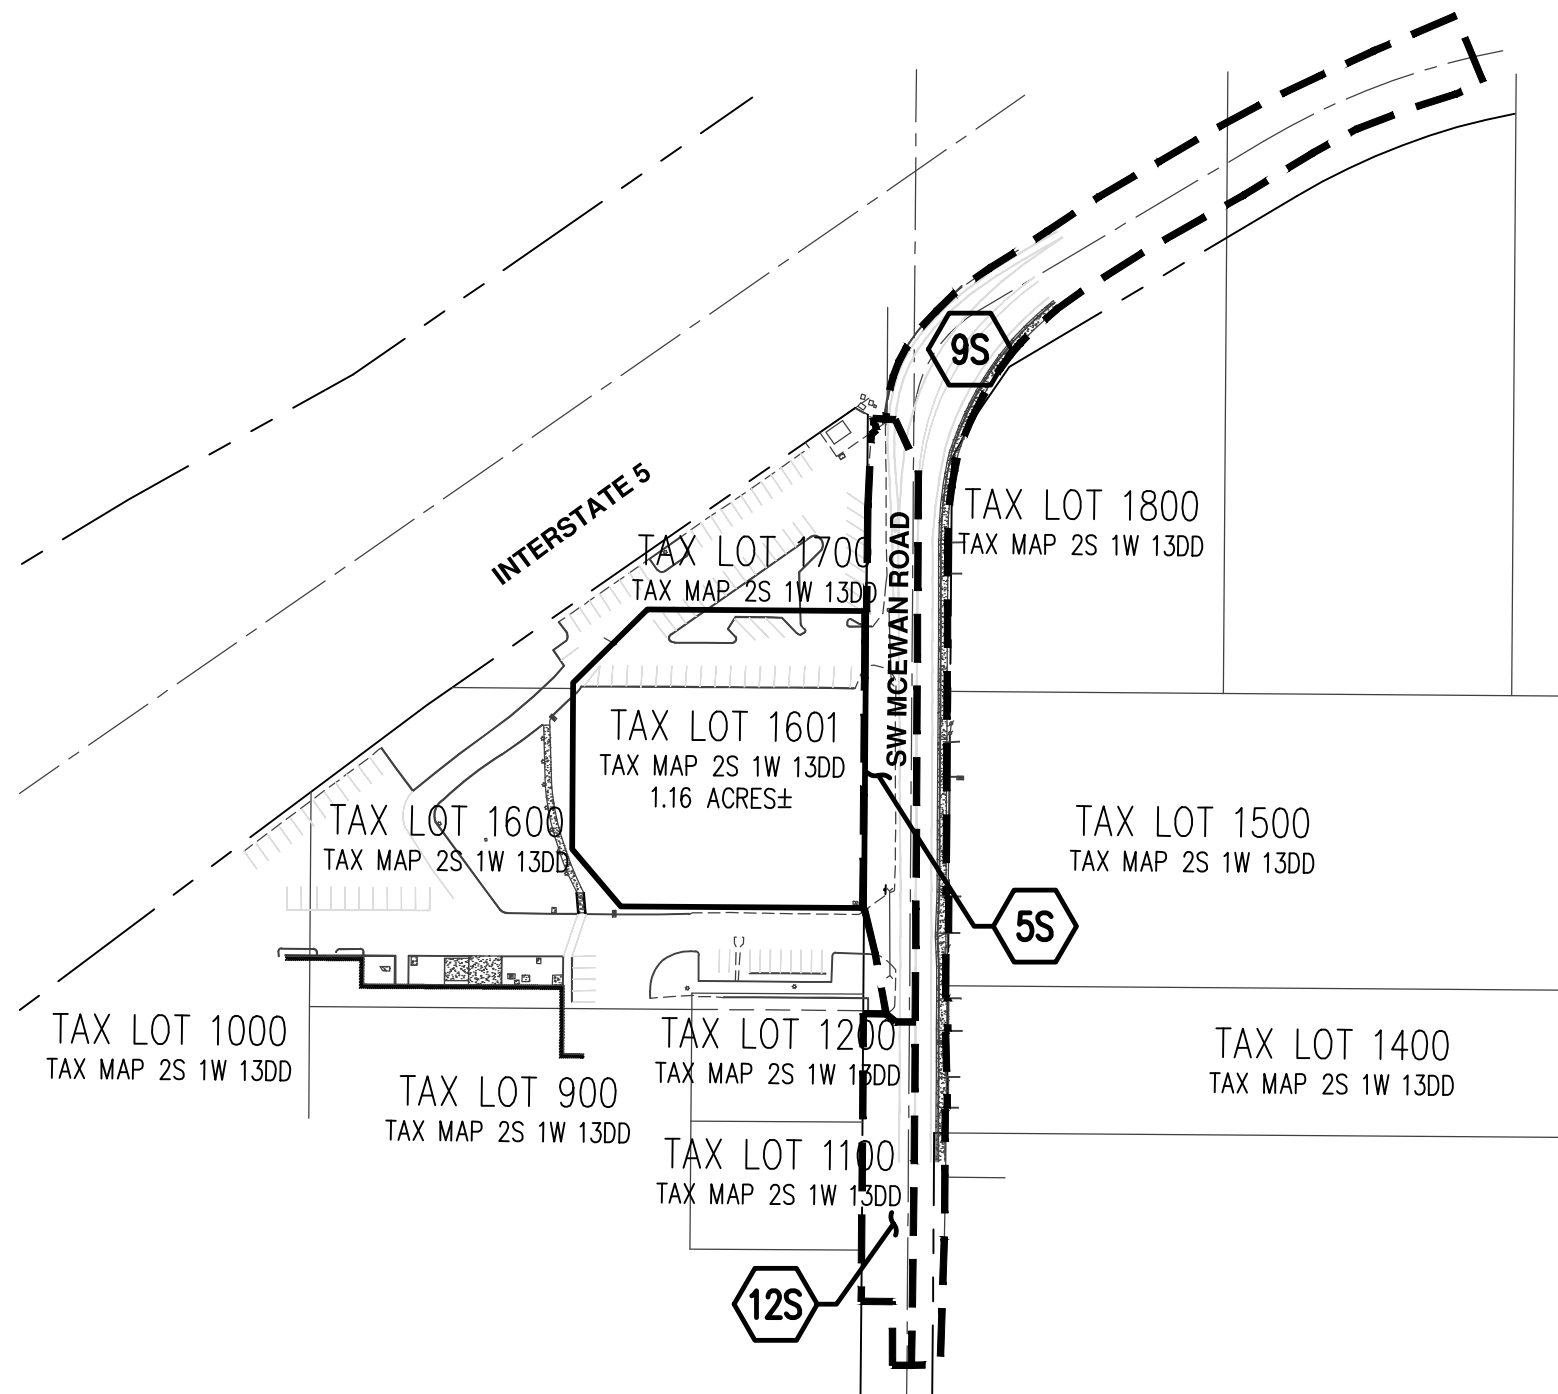 9S
INTERSTATE 5
TAX LOT 1800
TAX MAP 2S 1W 13DD
TAX LOT 1700
TAX MAP 2S 1W 13DD
SW MCEWAN ROAD
TAX LOT 1601
TAX MAP 2S 1W 13DD
1.16 ACRES±
TAX LOT 1600
TAX MAP 2S 1W 13DD
TAX LOT 1500
TAX MAP 2S 1W 13DD
5S
TAX LOT 1000
TAX MAP 2S 1W 13DD
TAX LOT 1200
TAX MAP 2S 1W 13DD
TAX LOT 1400
TAX MAP 2S 1W 13DD
TAX LOT 900
TAX MAP 2S 1W 13DD
TAX LOT 1100
TAX MAP 2S 1W 13DD
12S